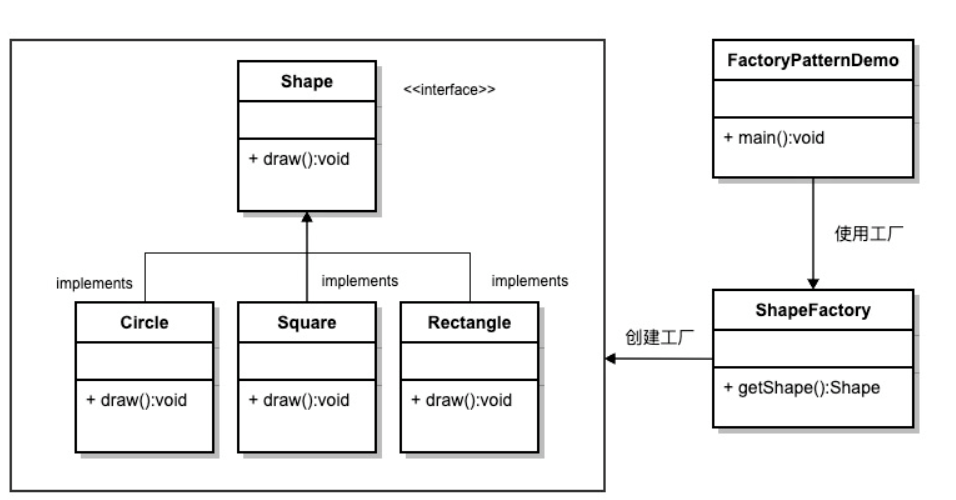 Shape
<<interface>>
+ draw():void
implements
implements
implements
Circle
+ draw():void
Square
+ draw():void
Rectangle
+ draw():void
FactoryPatternDemo
+ main():void
使用工厂
ShapeFactory
+ getShape():Shape
创建工厂